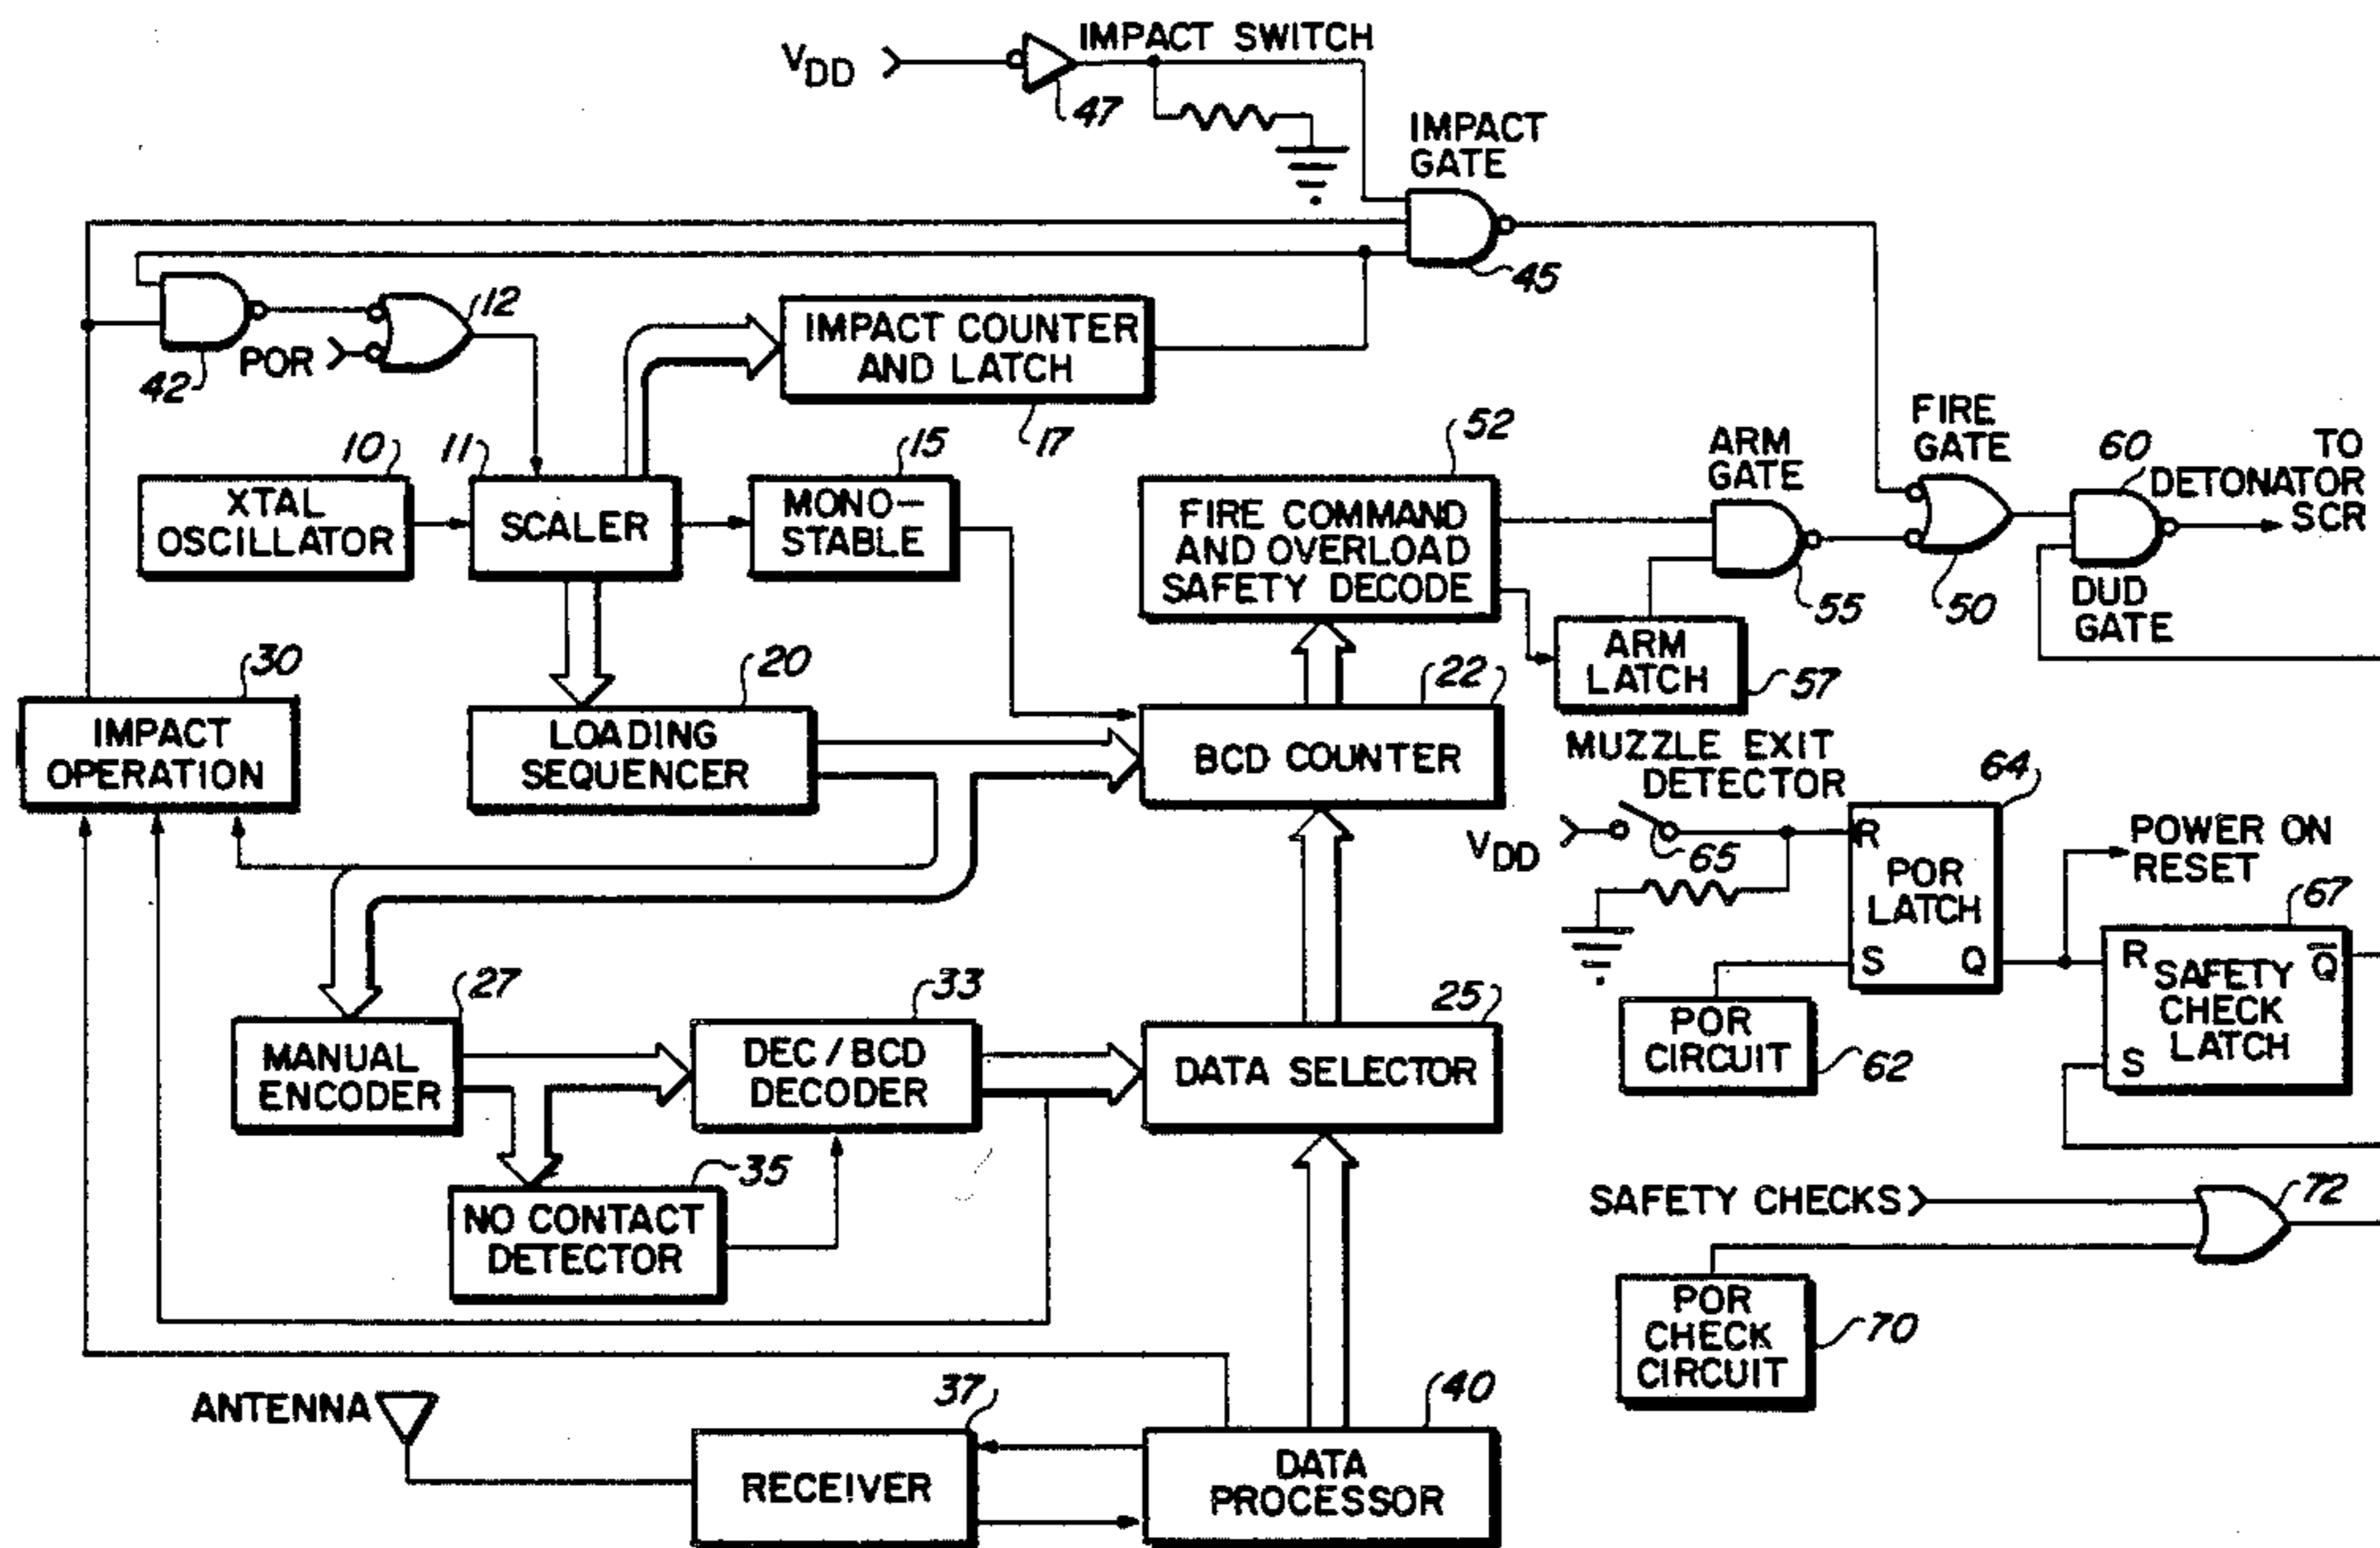 V_DD
IMPACT SWITCH
47
IMPACT
GATE
45
42
POR
12
IMPACT COUNTER
AND LATCH
17
10
XTAL
OSCILLATOR
11
SCALER
15
MONO-
STABLE
52
FIRE COMMAND
AND OVERLOAD
SAFETY DECODE
ARM
GATE
55
FIRE
GATE
50
60
TO
DETONATOR
SCR
DUD
GATE
ARM
LATCH
57
30
IMPACT
OPERATION
20
LOADING
SEQUENCER
22
BCD COUNTER
MUZZLE EXIT
DETECTOR
V_DD
65
64
R
POR
LATCH
S
Q
POWER ON
RESET
67
R
Q̅
SAFETY
CHECK
LATCH
S
POR
CIRCUIT
62
27
MANUAL
ENCODER
33
DEC/BCD
DECODER
25
DATA SELECTOR
35
NO CONTACT
DETECTOR
SAFETY CHECKS
72
POR
CHECK
CIRCUIT
70
ANTENNA
37
RECEIVER
40
DATA
PROCESSOR